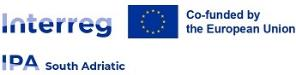 Interreg
Co-funded by
the European Union
IPA South Adriatic